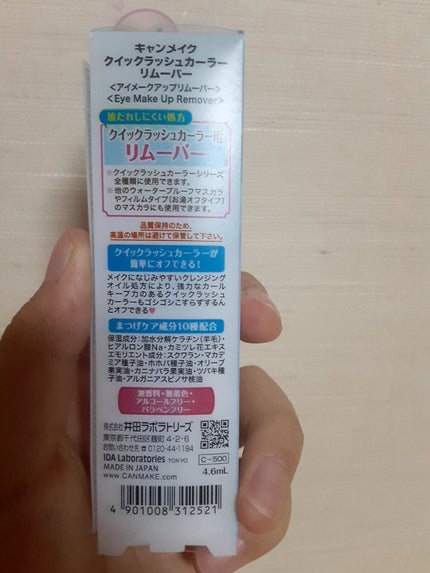 キャンメイク
クイックラッシュカーラー
リムーバー
<アイメークアップリムーバー>
<Eye Make Up Remover>
油だれしにくい処方
クイックラッシュカーラー用
リムーバー
※クイックラッシュカーラーシリーズ
全種類に使用できます。
※他のウォータープルーフマスカラ
やフィルムタイプ(お湯オフタイプ)
のマスカラにも使用できます。
品質保持のため、
高温の場所は避けて保管して下さい。
クイックラッシュカーラーが
簡単にオフできる!
メイクになじみやすいクレンジング
オイル処方により、強力なカール
キープ力のあるクイックラッシュ
カーラーもゴシゴシこすらずするん
とオフできる♥
まつげケア成分10種配合
保湿成分:加水分解ケラチン(羊毛)・
ヒアルロン酸Na・カミツレ花エキス
エモリエント成分:スクワラン・マカデ
ミア種子油・ホホバ種子油・オリーブ
果実油・カニナバラ果実油・ツバキ種
子油・アルガニアスピノサ核油
無香料・無着色・
アルコールフリー・
パラベンフリー
株式会社 井田ラボラトリーズ
東京都千代田区麹町4-2-6
お問い合わせ先 ☎0120-44-1184
IDA Laboratories TOKYO
MADE IN JAPAN
www.CANMAKE.com
C-500
4.6mL
4 901008 312521